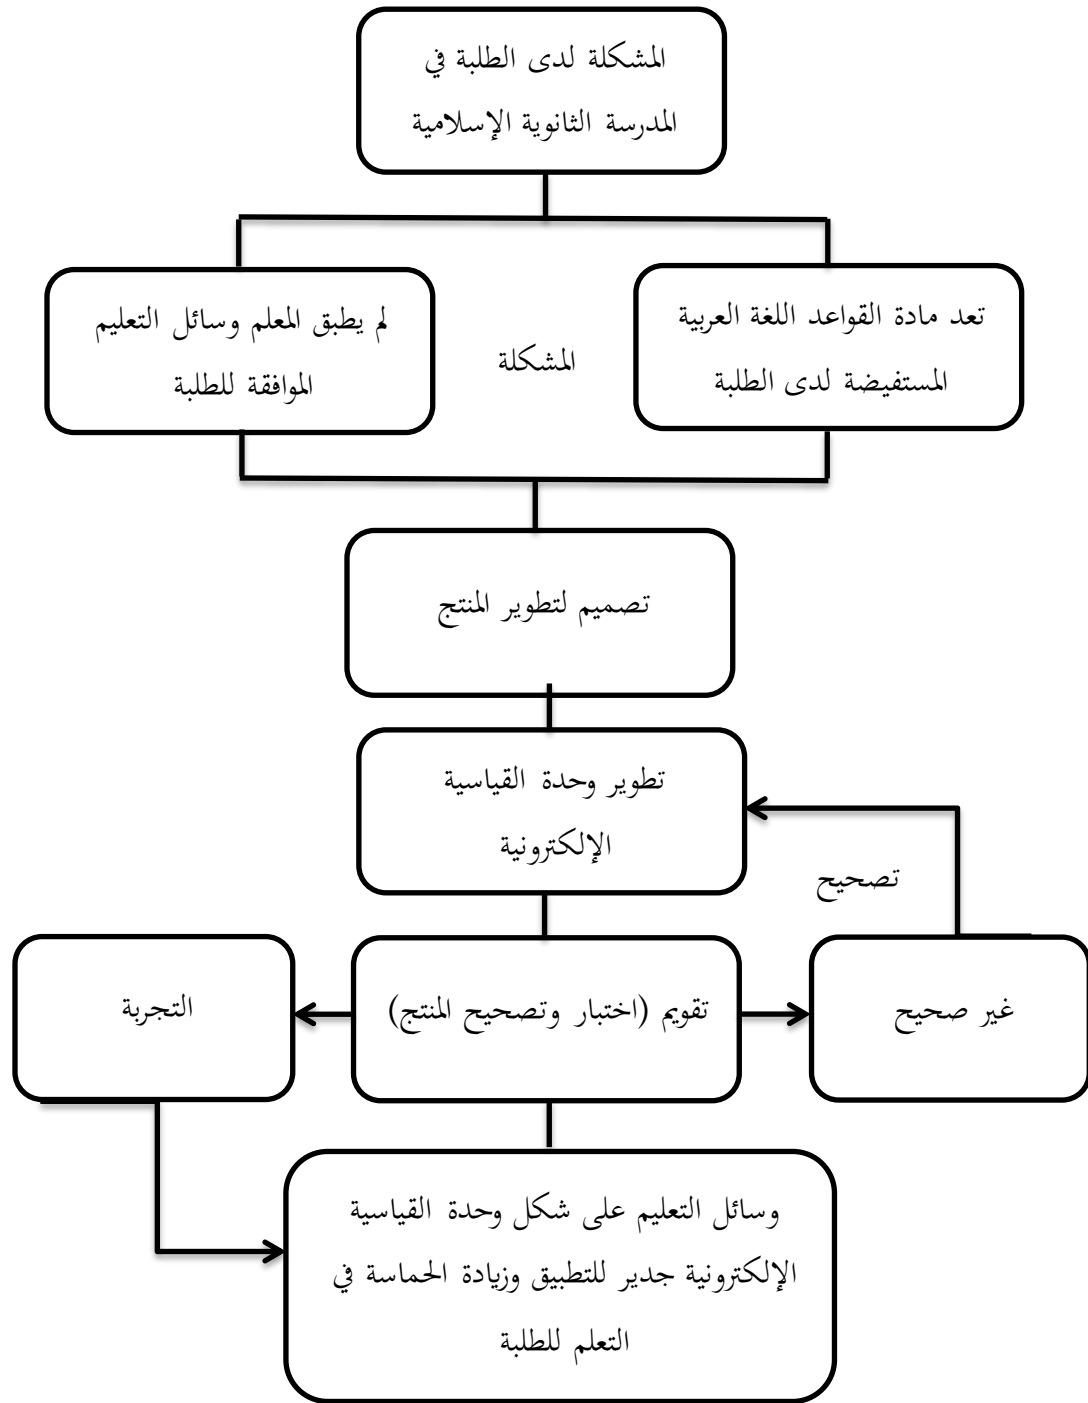 المشكلة لدى الطلبة في
المدرسة الثانوية الإسلامية
تعد مادة القواعد اللغة العربية
المستفيضة لدى الطلبة
المشكلة
لم يطبق المعلم وسائل التعليم
الموافقة للطلبة
تصميم لتطوير المنتج
تطوير وحدة القياسية
الإلكترونية
تصحيح
غير صحيح
تقويم (اختبار وتصحيح المنتج)
التجربة
وسائل التعليم على شكل وحدة القياسية
الإلكترونية جدير للتطبيق وزيادة الحماسة في
التعلم للطلبة